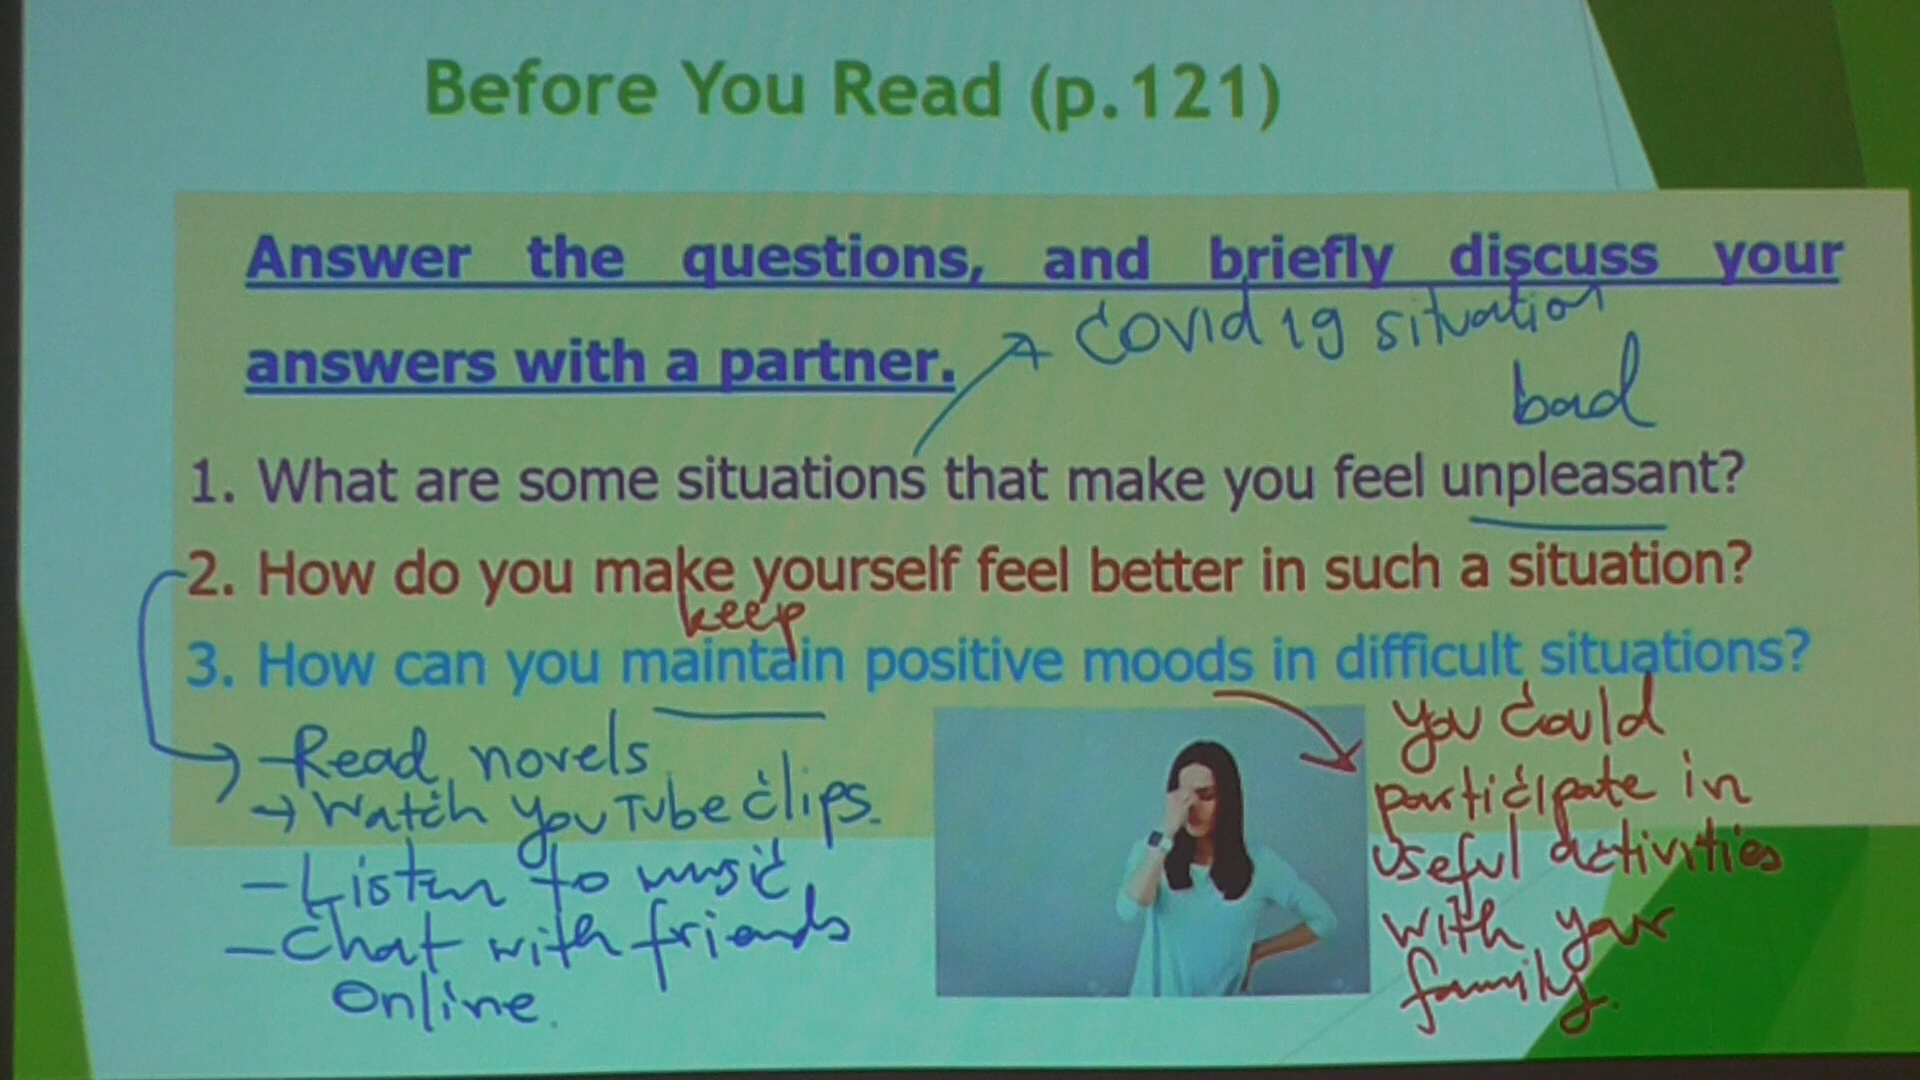 Before You Read (p.121)
Answer the questions, and briefly discuss your
answers with a partner.
Covid 19 situation
bad
1. What are some situations that make you feel unpleasant?
2. How do you make yourself feel better in such a situation?
keep
3. How can you maintain positive moods in difficult situations?
- Read novels
→ Watch YouTube clips.
- Listen to music
- Chat with friends
Online.
You Could
participate in
useful activities
with your
family.